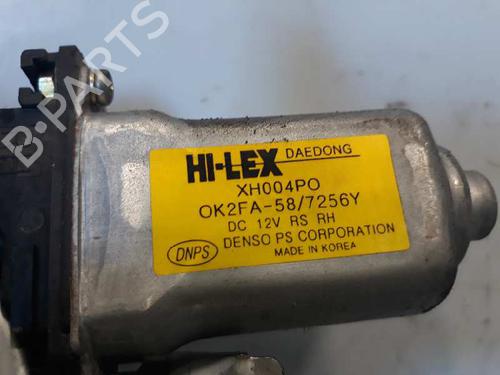 B-PARTS
HI-LEX DAEDONG
XH004PO
OK2FA-58/7256Y
DC 12V RS RH
DENSO PS CORPORATION
DNPS MADE IN KOREA